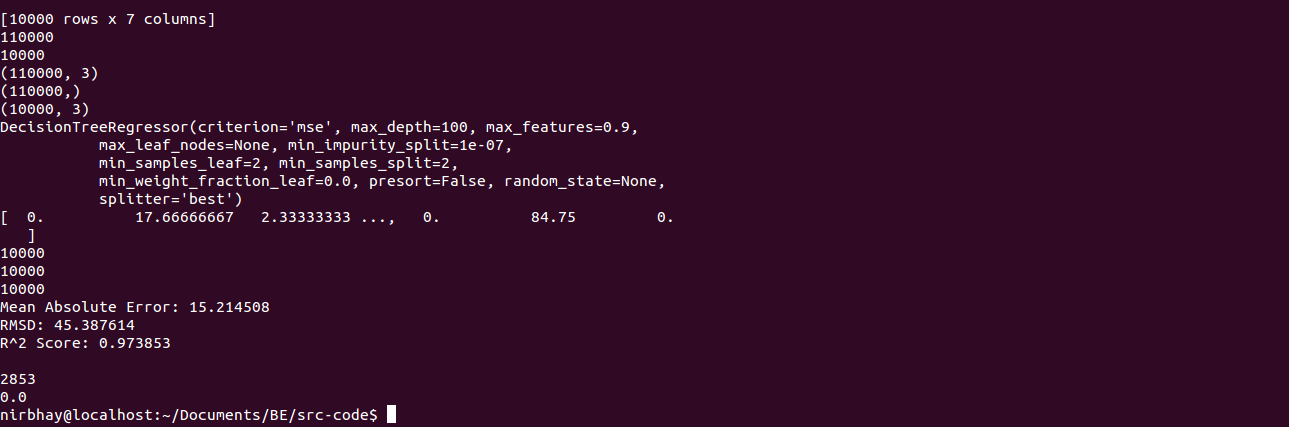 [10000 rows x 7 columns]
110000
10000
(110000, 3)
(110000,)
(10000, 3)
DecisionTreeRegressor(criterion='mse', max_depth=100, max_features=0.9,
           max_leaf_nodes=None, min_impurity_split=1e-07,
           min_samples_leaf=2, min_samples_split=2,
           min_weight_fraction_leaf=0.0, presort=False, random_state=None,
           splitter='best')
[  0.          17.66666667   2.33333333 ...,   0.          84.75         0.
   ]
10000
10000
10000
Mean Absolute Error: 15.214508
RMSD: 45.387614
R^2 Score: 0.973853

2853
0.0
nirbhay@localhost:~/Documents/BE/src-code$